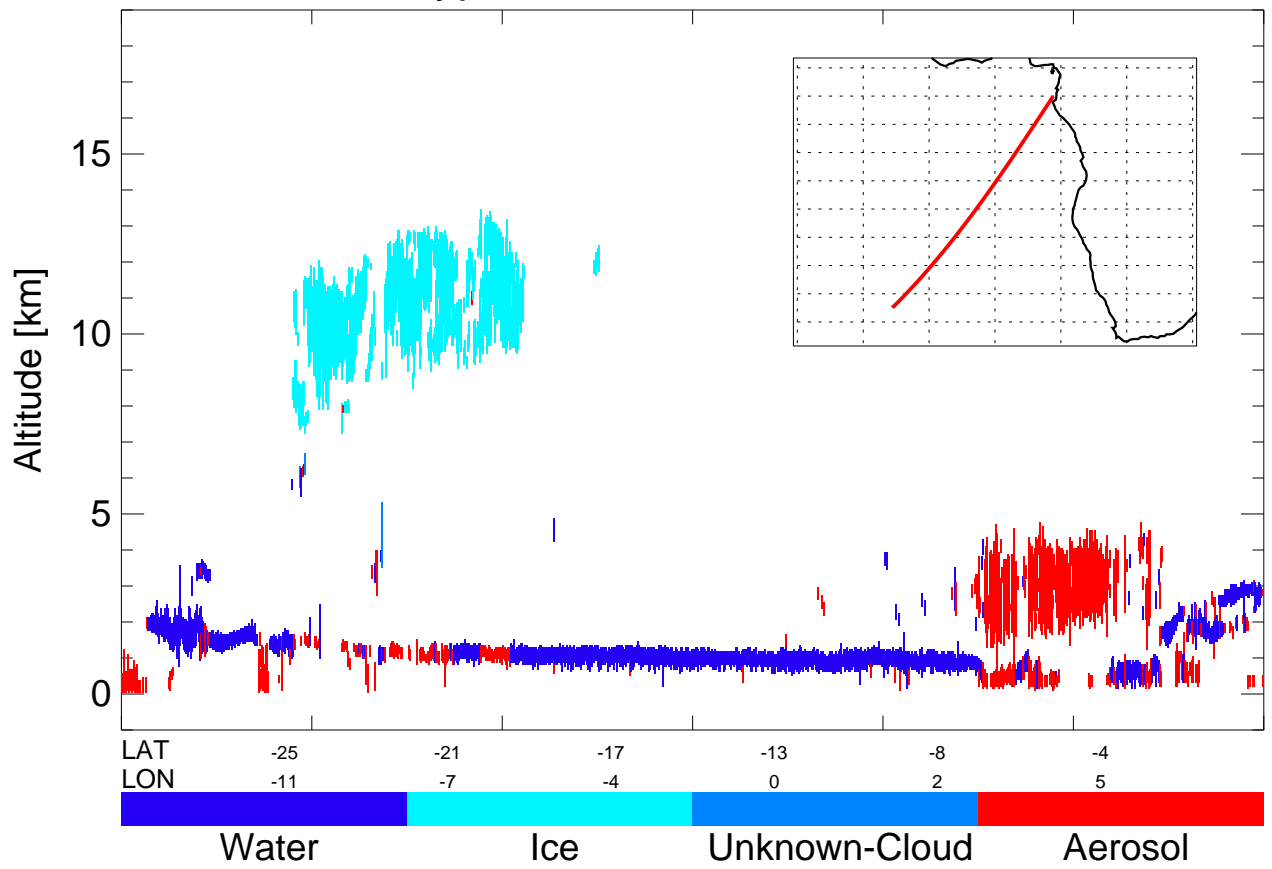 15
10
5
0
Altitude [km]
LAT -25 -21 -17 -13 -8 -4
LON -11 -7 -4 0 2 5
Water Ice Unknown-Cloud Aerosol